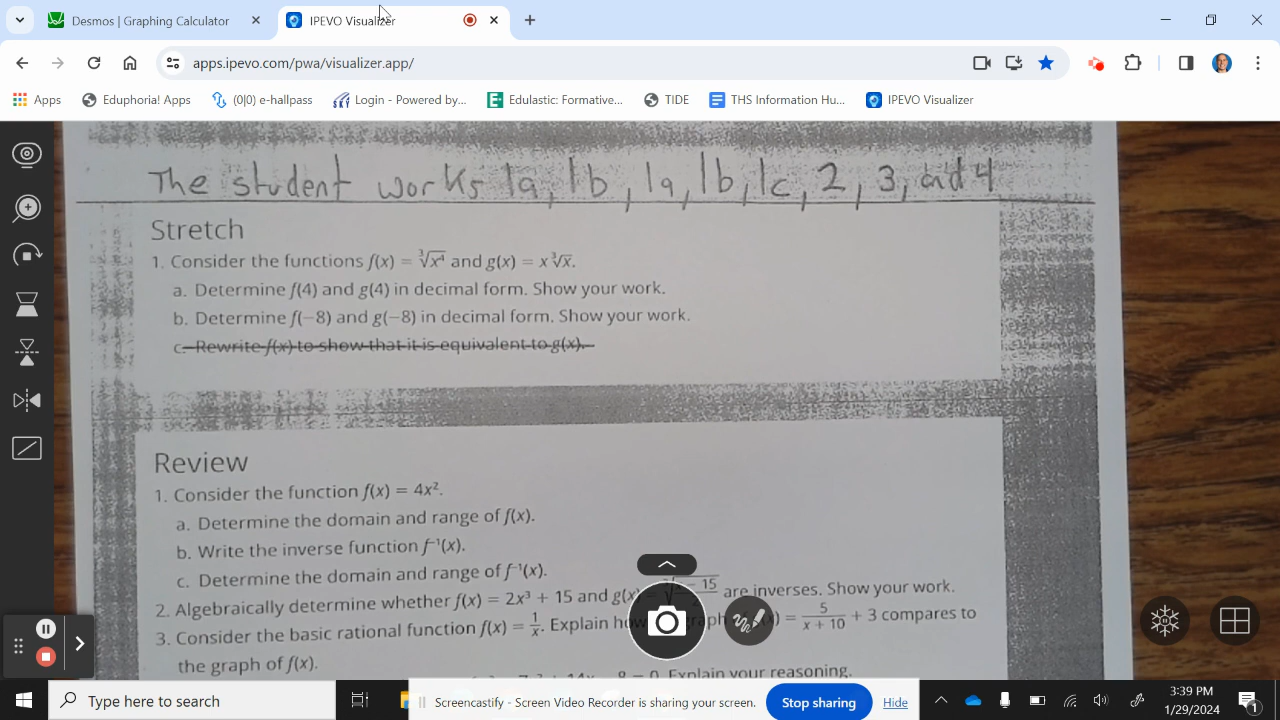 Desmos | Graphing Calculator
IPEVO Visualizer
apps.ipevo.com/pwa/visualizer.app/
Apps
Eduphoria! Apps
(0|0) e-hallpass
Login - Powered by...
Edulastic: Formative...
TIDE
THS Information Hu...
IPEVO Visualizer
The student works 1a, 1b, 1a, 1b, 1c, 2, 3, and 4
Stretch
1. Consider the functions f(x) = ∛x⁴ and g(x) = x∛x.
a. Determine f(4) and g(4) in decimal form. Show your work.
b. Determine f(−8) and g(−8) in decimal form. Show your work.
c. Rewrite f(x) to show that it is equivalent to g(x).
Review
1. Consider the function f(x) = 4x².
a. Determine the domain and range of f(x).
b. Write the inverse function f⁻¹(x).
c. Determine the domain and range of f⁻¹(x).
2. Algebraically determine whether f(x) = 2x³ + 15 and g(x) = − 15 are inverses. Show your work.
3. Consider the basic rational function f(x) = 1/x. Explain = 5/(x + 10) + 3 compares to
the graph of f(x).
8 = 0. Explain your reasoning.
Type here to search
Screencastify - Screen Video Recorder is sharing your screen.
Stop sharing
Hide
3:39 PM
1/29/2024
1